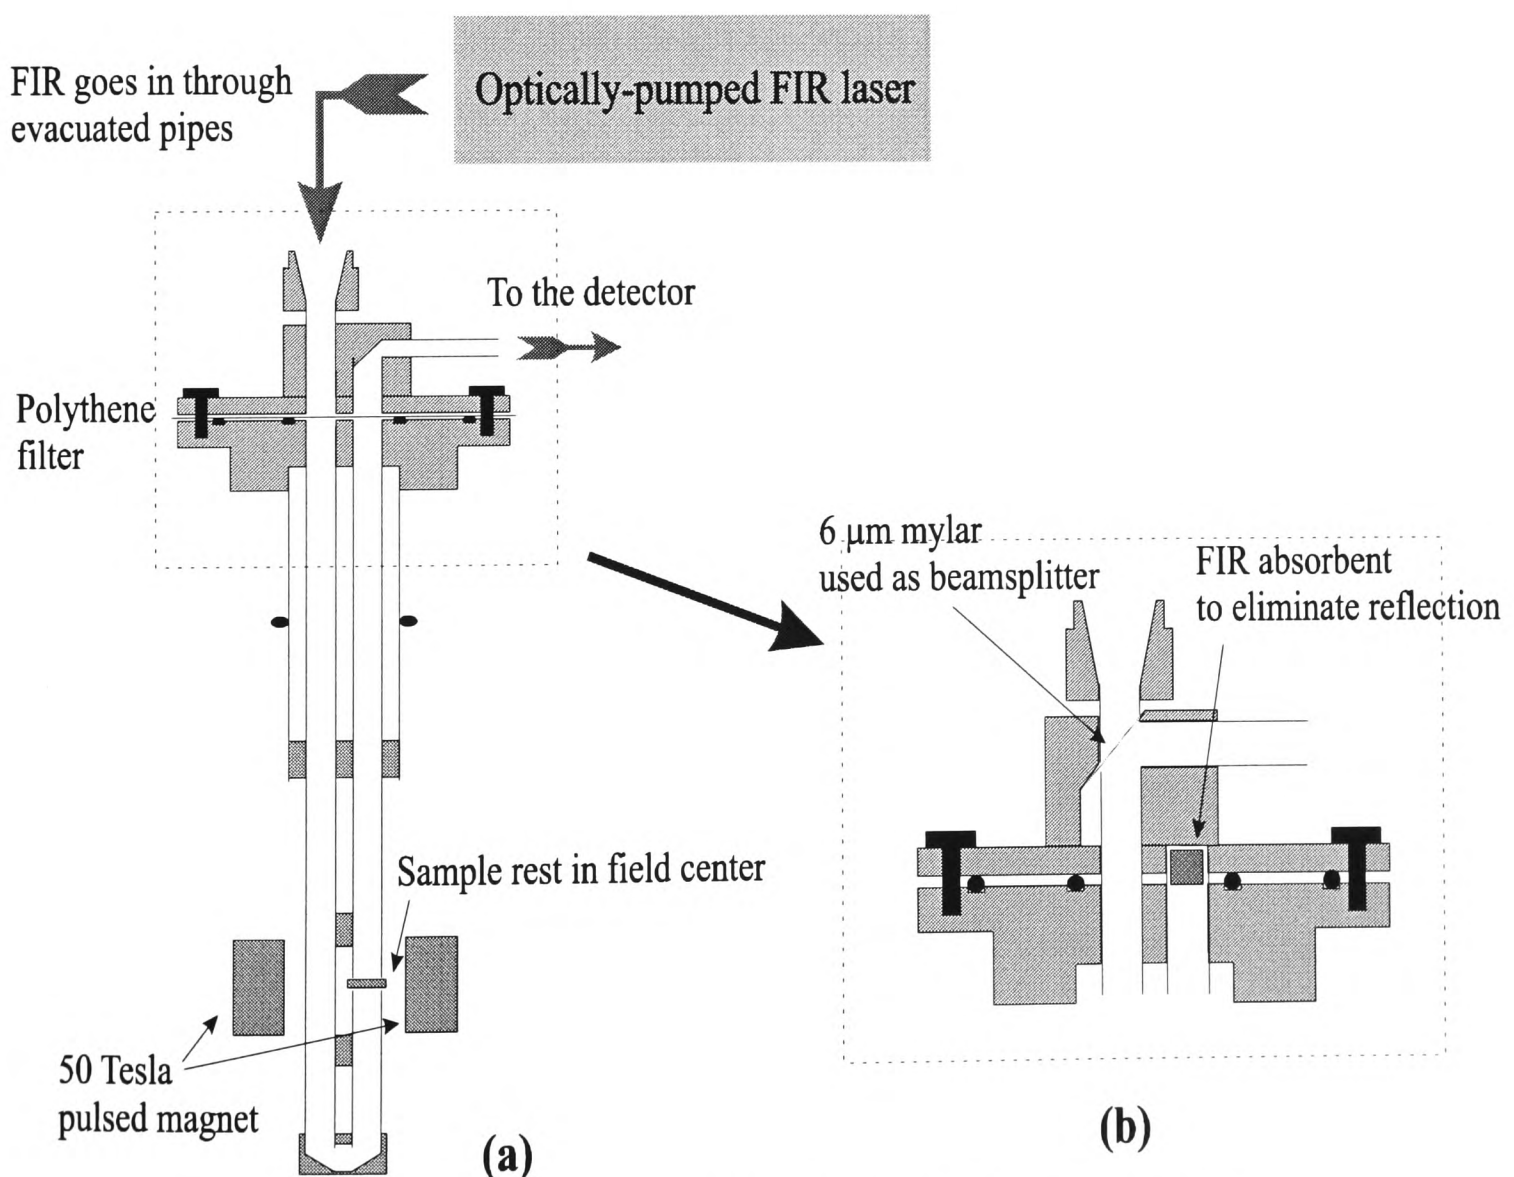 Optically-pumped FIR laser
FIR goes in through
evacuated pipes
To the detector
Polythene
filter
6 μm mylar
used as beamsplitter
FIR absorbent
to eliminate reflection
Sample rest in field center
50 Tesla
pulsed magnet
(a)
(b)